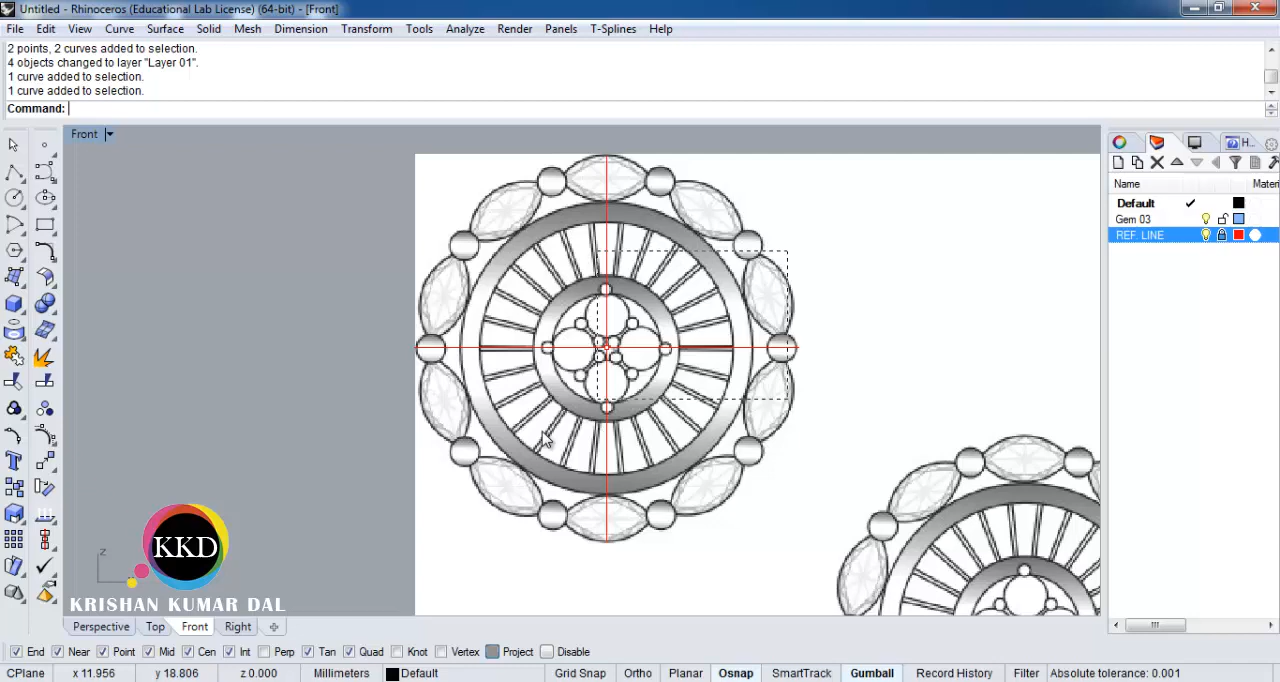 Untitled - Rhinoceros (Educational Lab License) (64-bit) - [Front]
File Edit View Curve Surface Solid Mesh Dimension Transform Tools Analyze Render Panels T-Splines Help
2 points, 2 curves added to selection.
4 objects changed to layer "Layer 01".
1 curve added to selection.
1 curve added to selection.
Command:
Front
H...
Name Mater
Default
Gem 03
REF. LINE
z
KKD
KRISHAN KUMAR DAL
Perspective Top Front Right
End Near Point Mid Cen Int Perp Tan Quad Knot Vertex Project Disable
CPlane x 11.956 y 18.806 z 0.000 Millimeters Default Grid Snap Ortho Planar Osnap SmartTrack Gumball Record History Filter Absolute tolerance: 0.001